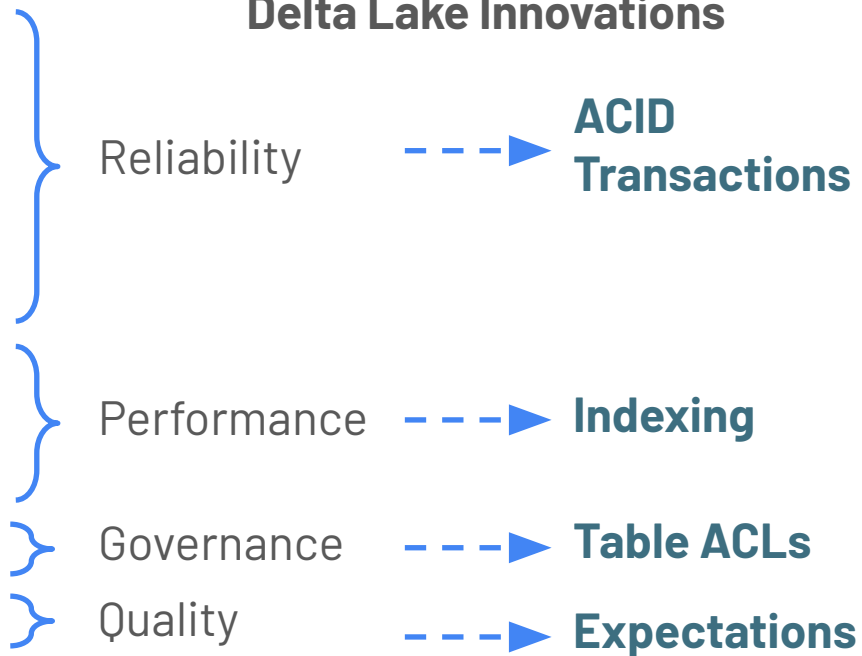 Delta Lake Innovations
Reliability
ACID
Transactions
Performance
Indexing
Governance
Table ACLs
Quality
Expectations